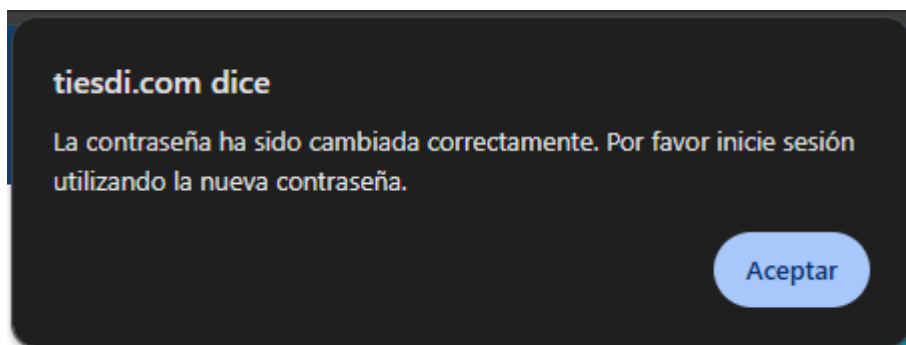 tiesdi.com dice
La contraseña ha sido cambiada correctamente. Por favor inicie sesión
utilizando la nueva contraseña.
Aceptar